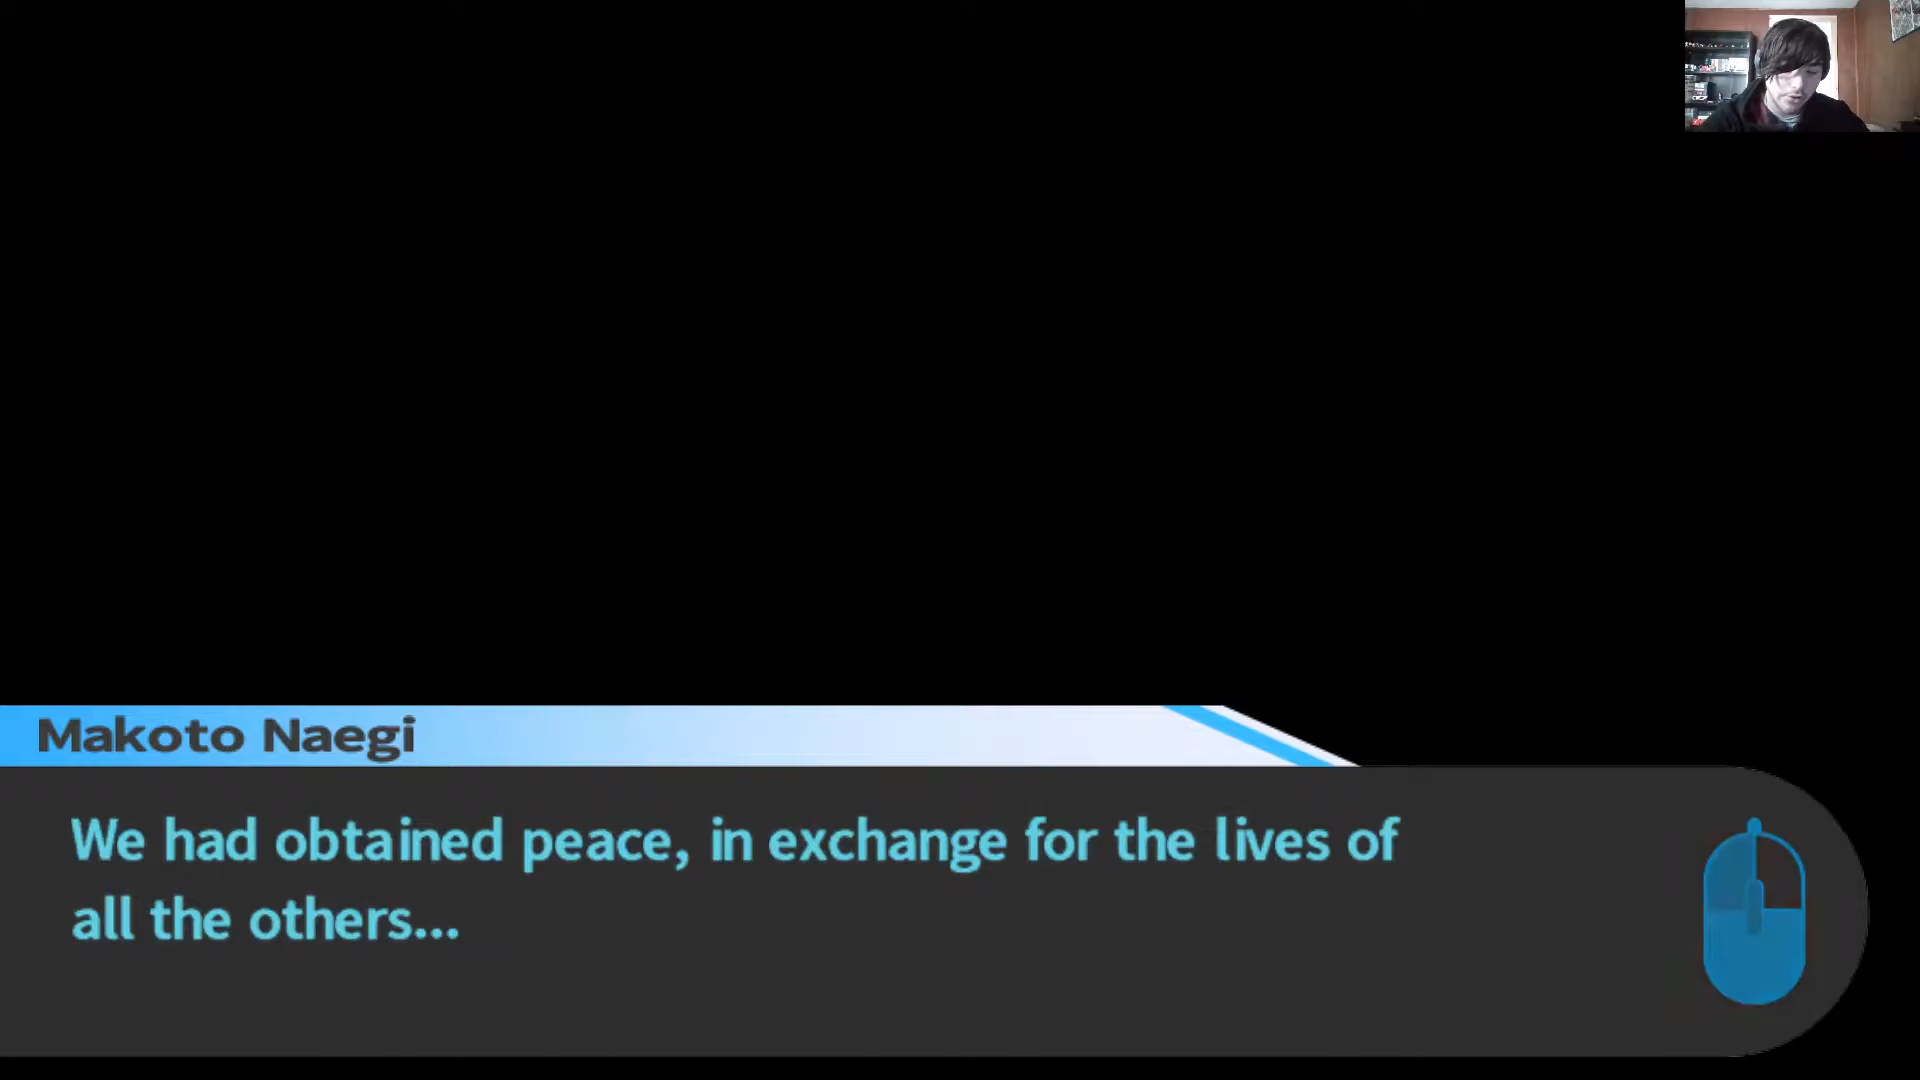 Makoto Naegi
We had obtained peace, in exchange for the lives of
all the others...